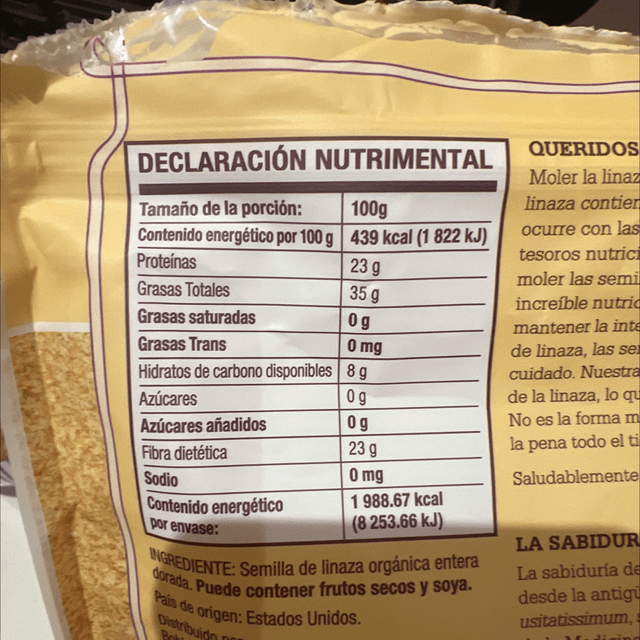 DECLARACIÓN NUTRIMENTAL
Tamaño de la porción: 100g
Contenido energético por 100 g 439 kcal (1 822 kJ)
Proteínas 23 g
Grasas Totales 35 g
Grasas saturadas 0 g
Grasas Trans 0 mg
Hidratos de carbono disponibles 8 g
Azúcares 0 g
Azúcares añadidos 0 g
Fibra dietética 23 g
Sodio 0 mg
Contenido energético 1 988.67 kcal
por envase: (8 253.66 kJ)
INGREDIENTE: Semilla de linaza orgánica entera
dorada. Puede contener frutos secos y soya.
País de origen: Estados Unidos.
Distribuido por
QUERIDOS
Moler la linaz
linaza contien
ocurre con las
tesoros nutrici
moler las semi
increíble nutric
mantener la inte
de linaza, las se
cuidado. Nuestra
de la linaza, lo qu
No es la forma m
la pena todo el ti
Saludablemente
LA SABIDUR
La sabiduría de
desde la antigü
usitatissimum,